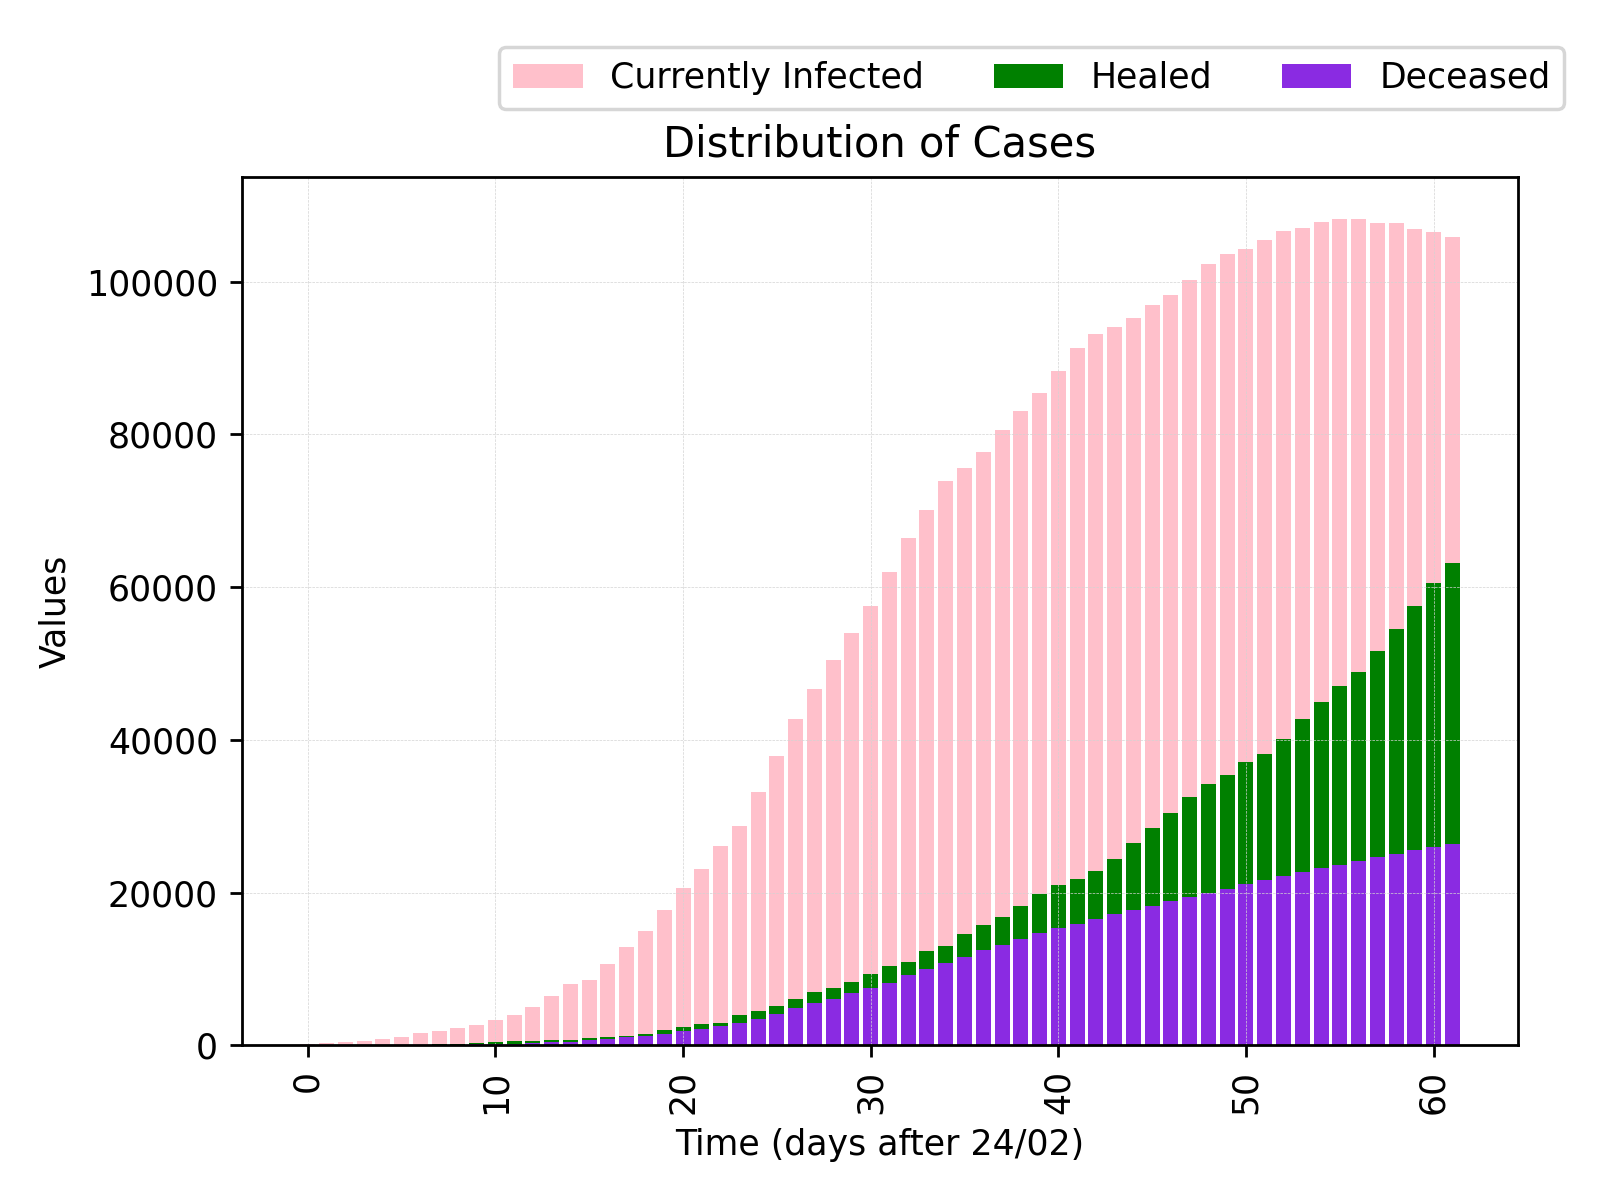 Currently Infected Healed Deceased
Distribution of Cases
100000
80000
60000
40000
20000
0
Values
0 10 20 30 40 50 60
Time (days after 24/02)